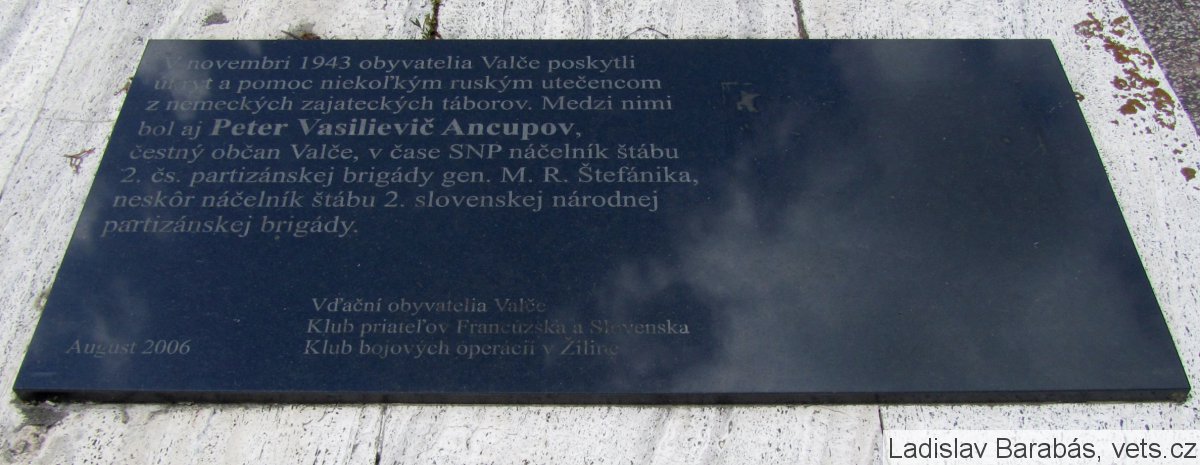 V novembri 1943 obyvatelia Valče poskytli
úkryt a pomoc niekoľkým ruským utečencom
z nemeckých zajateckých táborov. Medzi nimi
bol aj Peter Vasilievič Ancupov,
čestný občan Valče, v čase SNP náčelník štábu
2. čs. partizánskej brigády gen. M. R. Štefánika,
neskôr náčelník štábu 2. slovenskej národnej
partizánskej brigády.
Vďační obyvatelia Valče
Klub priateľov Francúzska a Slovenska
August 2006 Klub bojových operácií v Žiline
Ladislav Barabás, vets.cz